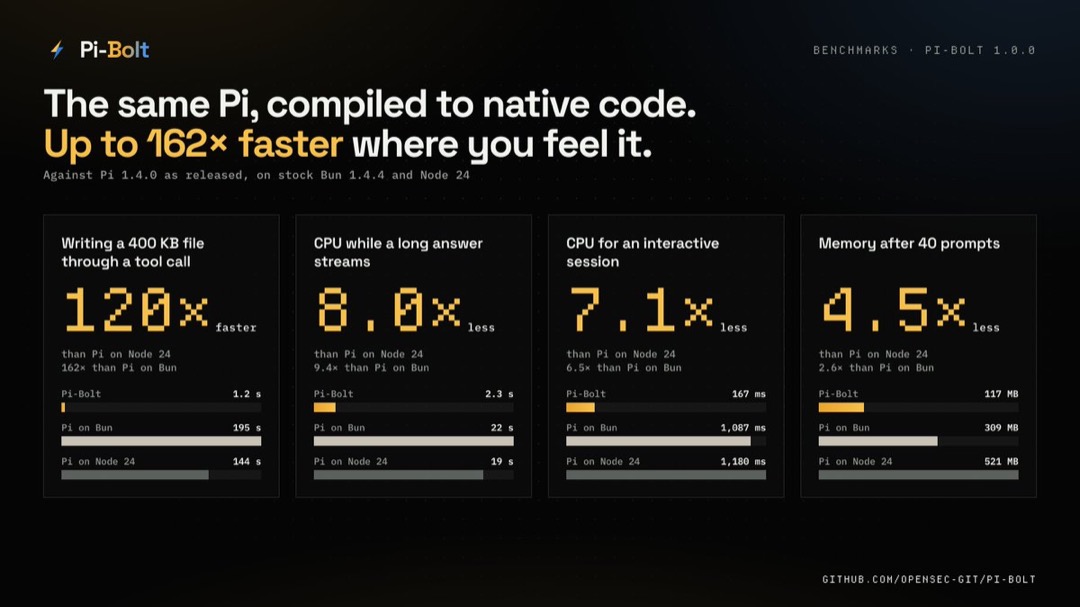 Pi-Bolt
BENCHMARKS · PI-BOLT 1.0.0
The same Pi, compiled to native code.
Up to 162× faster where you feel it.
Against Pi 1.4.0 as released, on stock Bun 1.4.4 and Node 24
Writing a 400 KB file
through a tool call
120× faster
than Pi on Node 24
162× than Pi on Bun
Pi-Bolt 1.2 s
Pi on Bun 195 s
Pi on Node 24 144 s
CPU while a long answer
streams
8.0× less
than Pi on Node 24
9.4× than Pi on Bun
Pi-Bolt 2.3 s
Pi on Bun 22 s
Pi on Node 24 19 s
CPU for an interactive
session
7.1× less
than Pi on Node 24
6.5× than Pi on Bun
Pi-Bolt 167 ms
Pi on Bun 1,087 ms
Pi on Node 24 1,180 ms
Memory after 40 prompts
4.5× less
than Pi on Node 24
2.6× than Pi on Bun
Pi-Bolt 117 MB
Pi on Bun 309 MB
Pi on Node 24 521 MB
GITHUB.COM/OPENSEC-GIT/PI-BOLT